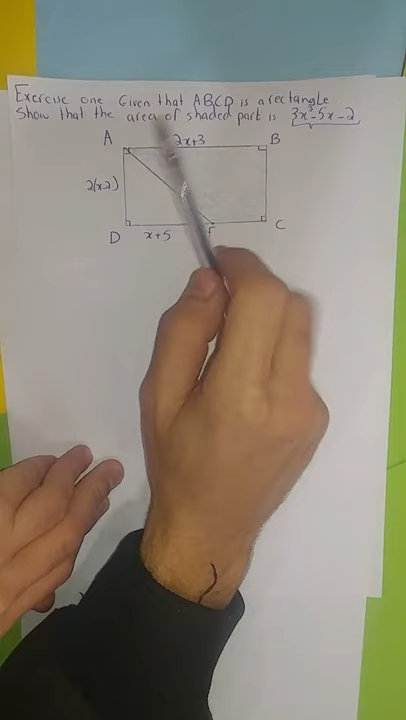 Exercise one Given that ABCD is a rectangle.
Show that the area of shaded part is 3x²-5x-2
A 2x+3 B
2(x-2)
D x+5 F C